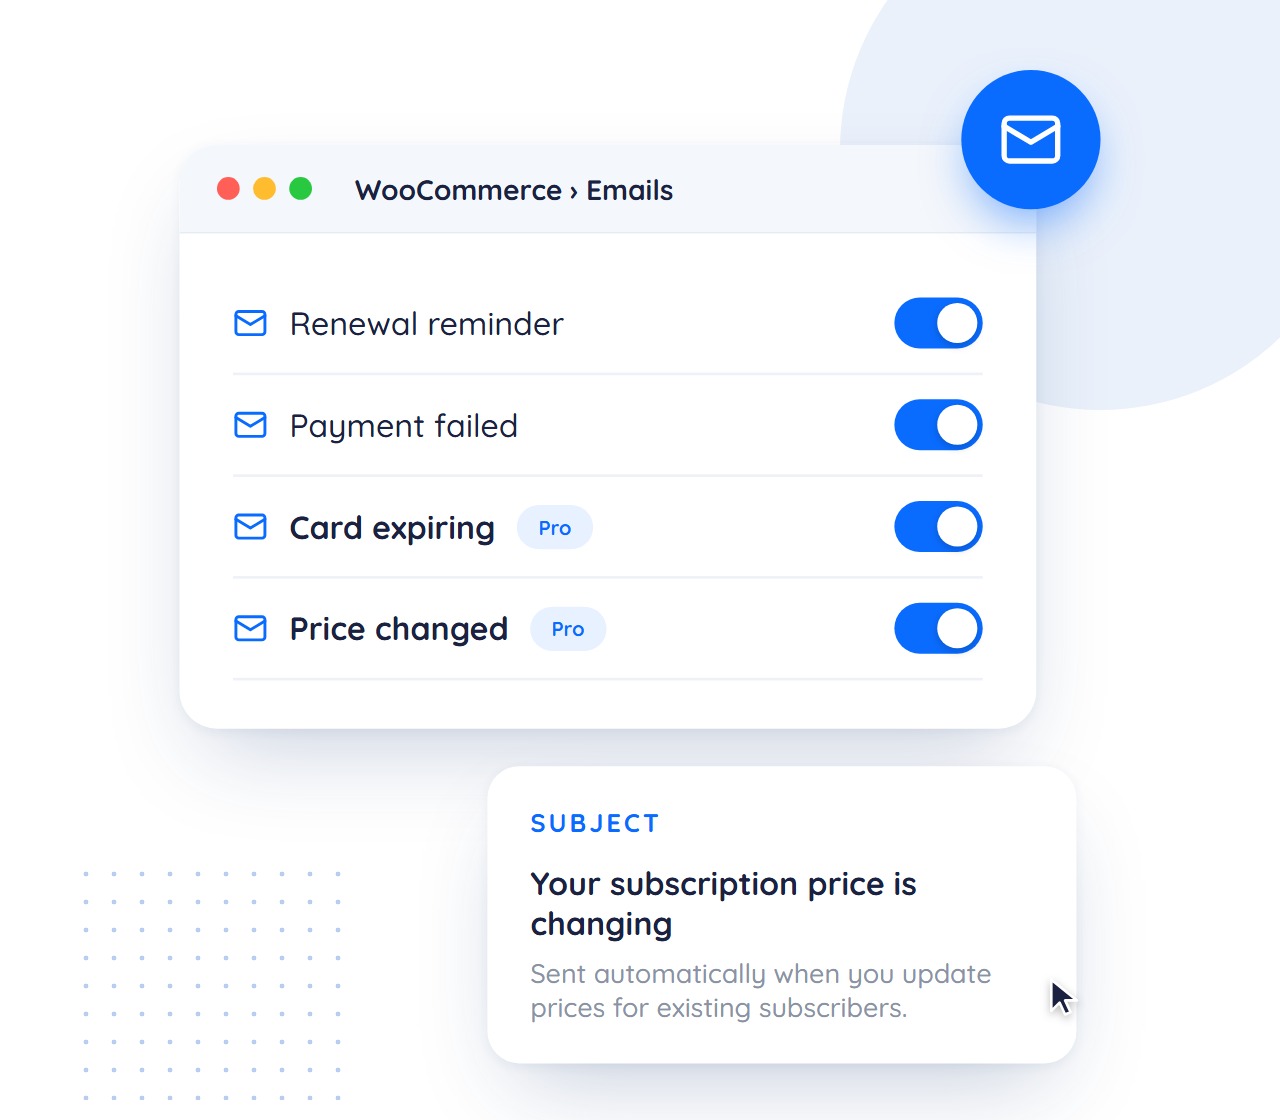 WooCommerce › Emails
Renewal reminder
Payment failed
Card expiring Pro
Price changed Pro
SUBJECT
Your subscription price is
changing
Sent automatically when you update
prices for existing subscribers.